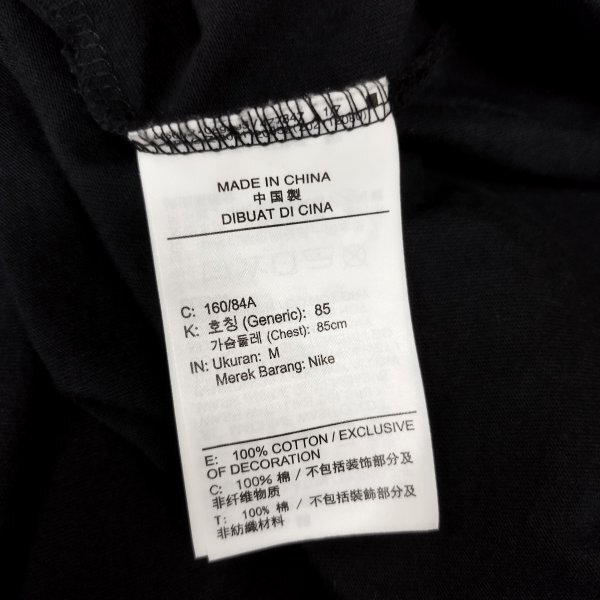 MADE IN CHINA
中国製
DIBUAT DI CINA
C: 160/84A
K: 호칭 (Generic): 85
가슴둘레 (Chest): 85cm
IN: Ukuran: M
Merek Barang: Nike
E: 100% COTTON / EXCLUSIVE
OF DECORATION
C: 100% 棉 / 不包括装饰部分及
非纤维物质
T: 100% 棉 / 不包括裝飾部分及
非紡織材料